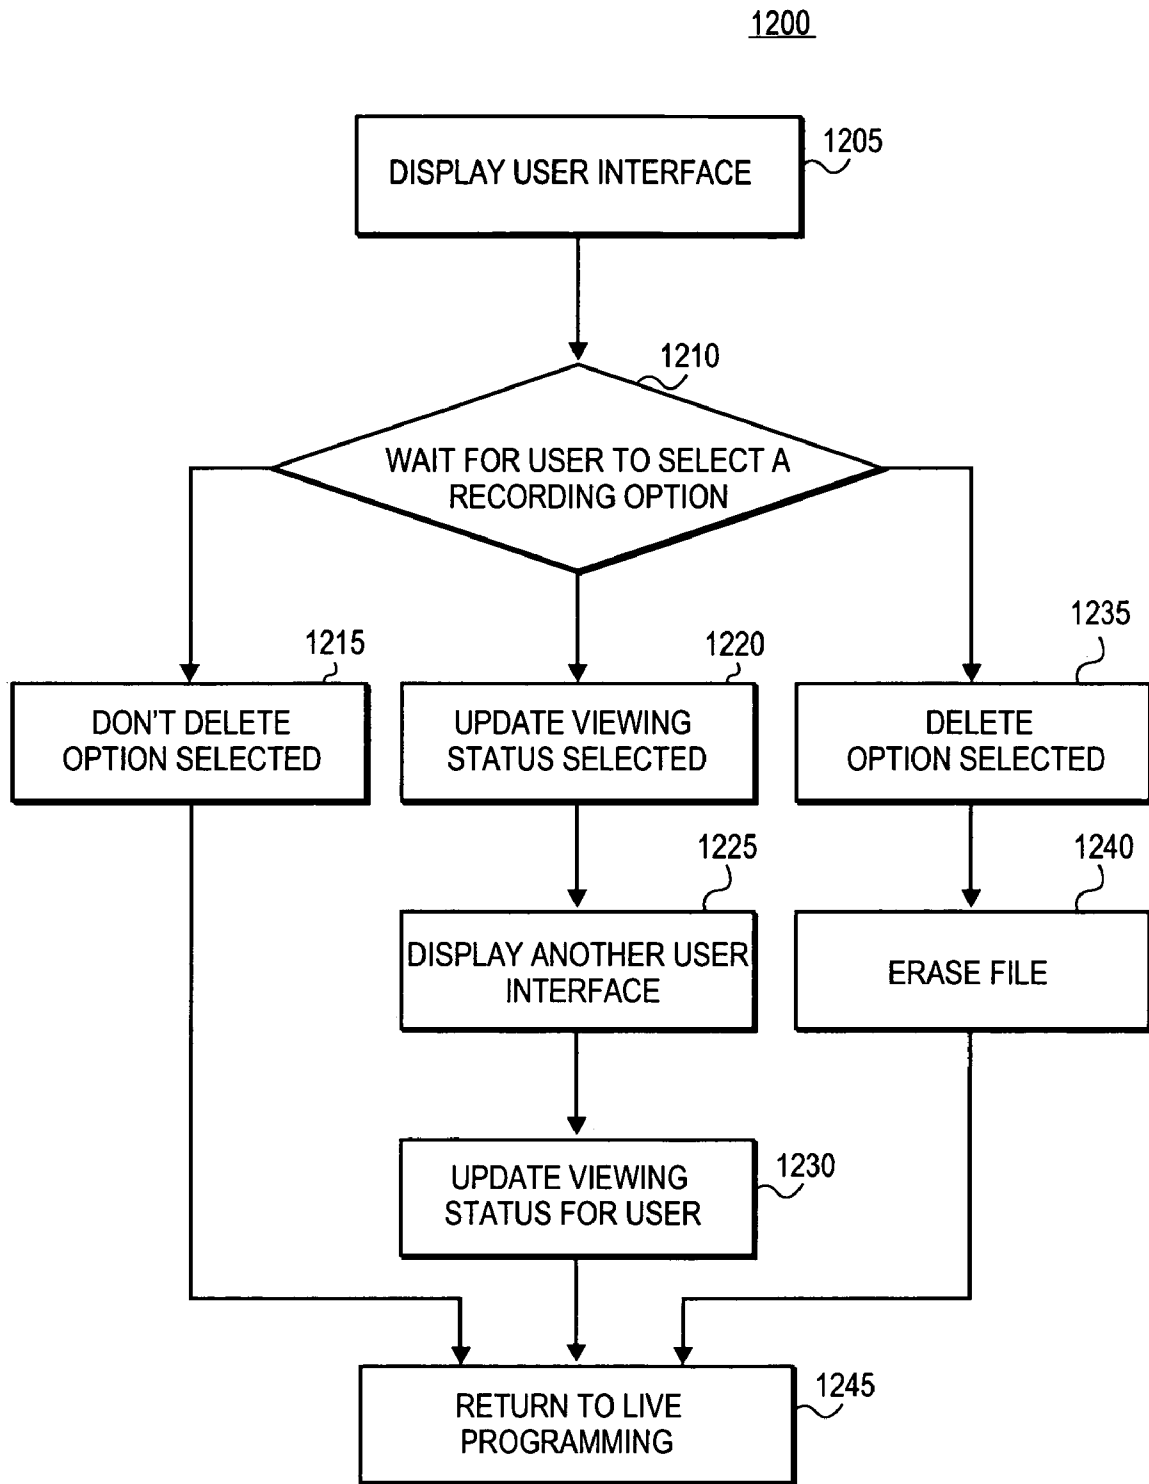 1200
DISPLAY USER INTERFACE
1205
1210
WAIT FOR USER TO SELECT A
RECORDING OPTION
1215
DON'T DELETE
OPTION SELECTED
1220
UPDATE VIEWING
STATUS SELECTED
1235
DELETE
OPTION SELECTED
1225
DISPLAY ANOTHER USER
INTERFACE
1240
ERASE FILE
UPDATE VIEWING
STATUS FOR USER
1230
RETURN TO LIVE
PROGRAMMING
1245